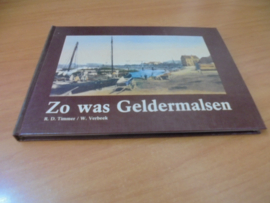 Zo was Geldermalsen
R. D. Timmer / W. Verbeek